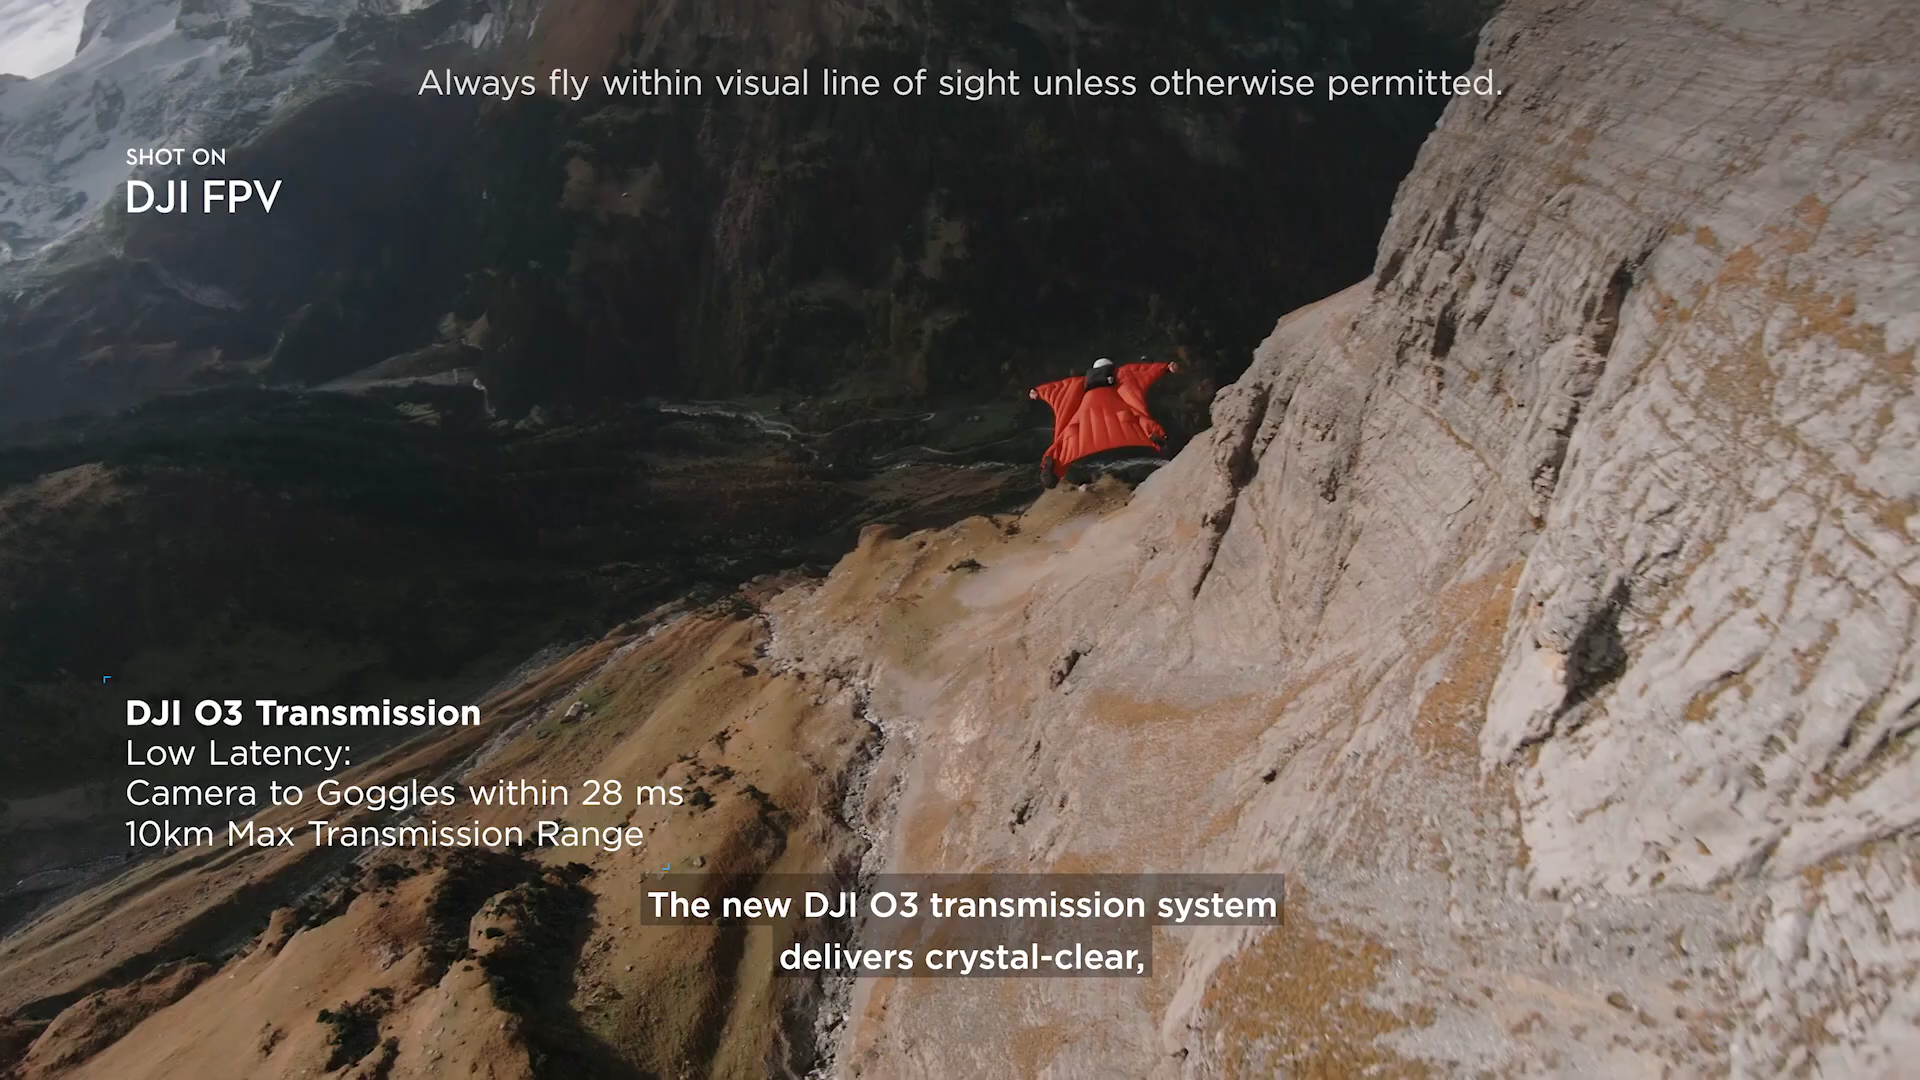 Always fly within visual line of sight unless otherwise permitted.
SHOT ON
DJI FPV
DJI O3 Transmission
Low Latency:
Camera to Goggles within 28 ms
10km Max Transmission Range
The new DJI O3 transmission system
delivers crystal-clear,